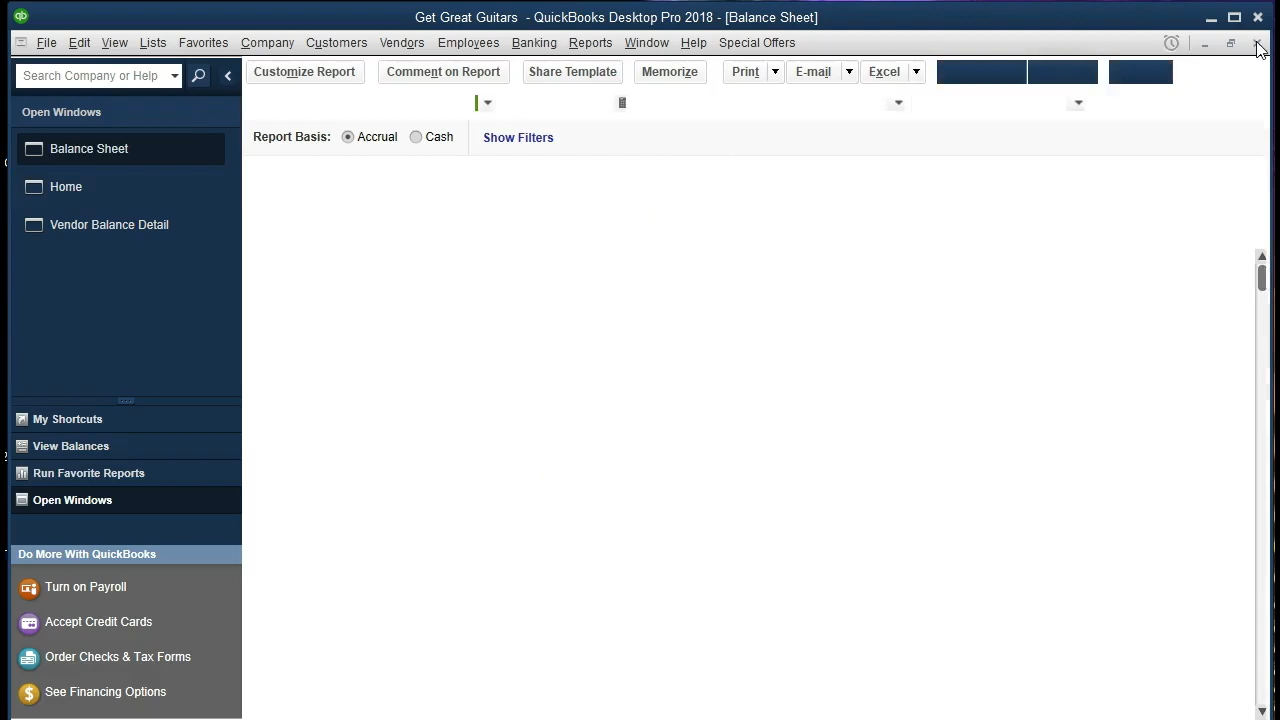 Get Great Guitars - QuickBooks Desktop Pro 2018 - [Balance Sheet]
File Edit View Lists Favorites Company Customers Vendors Employees Banking Reports Window Help Special Offers
Search Company or Help
Customize Report Comment on Report Share Template Memorize Print E-mail Excel
Open Windows
Report Basis: Accrual Cash Show Filters
Balance Sheet
Home
Vendor Balance Detail
My Shortcuts
View Balances
Run Favorite Reports
Open Windows
Do More With QuickBooks
Turn on Payroll
Accept Credit Cards
Order Checks & Tax Forms
See Financing Options